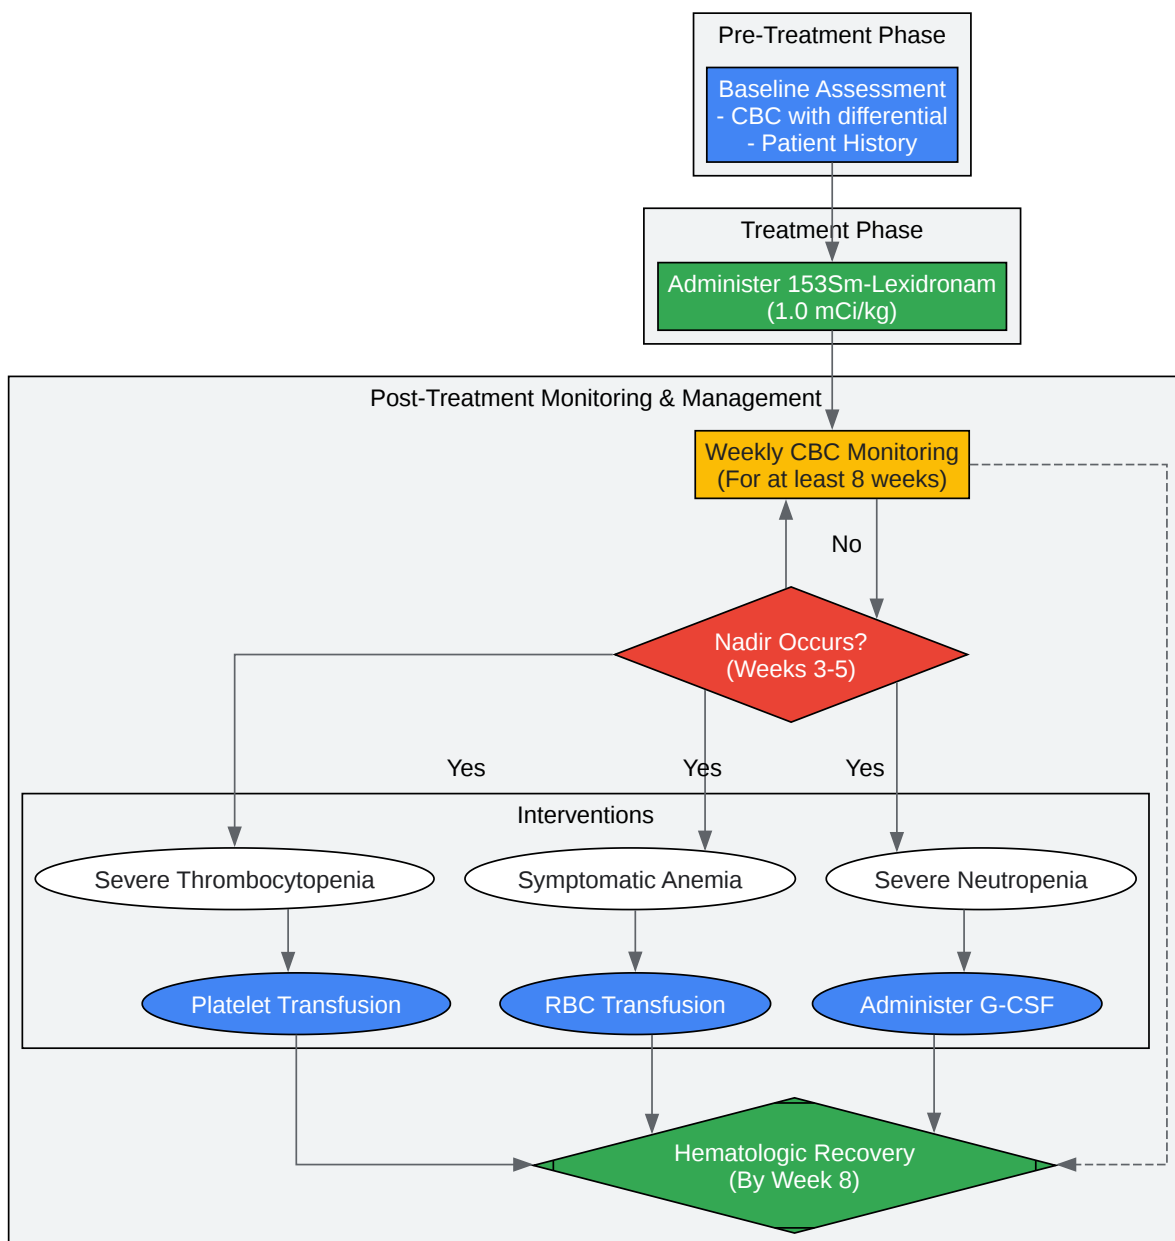 Pre-Treatment Phase
Baseline Assessment
- CBC with differential
- Patient History
Treatment Phase
Administer 153Sm-Lexidronam
(1.0 mCi/kg)
Post-Treatment Monitoring & Management
Weekly CBC Monitoring
(For at least 8 weeks)
No
Nadir Occurs?
(Weeks 3-5)
Yes
Yes
Yes
Interventions
Severe Thrombocytopenia
Symptomatic Anemia
Severe Neutropenia
Platelet Transfusion
RBC Transfusion
Administer G-CSF
Hematologic Recovery
(By Week 8)